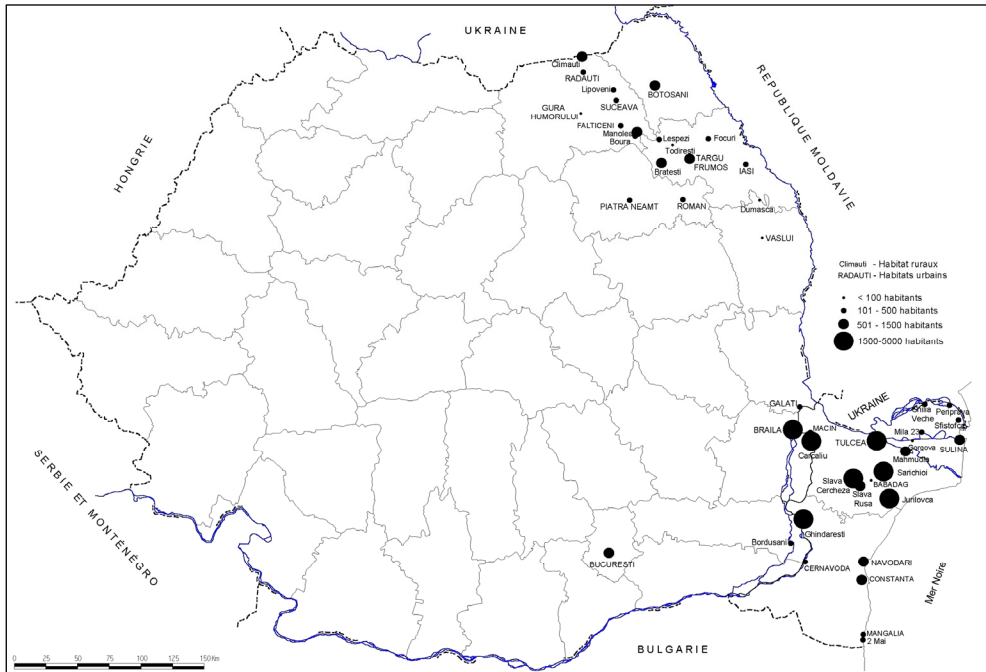 UKRAINE
Climauti
RADAUTI
Lipoveni
BOTOSANI
SUCEAVA
GURA
HUMORULUI
FALTICENI
Manolea
Boura
Lespezi
Focuri
Todiresti
TARGU
FRUMOS
Bratesti
IASI
PIATRA NEAMT
ROMAN
Dumasca
VASLUI
HONGRIE
REPUBLIQUE MOLDAVIE
Climauti - Habitat ruraux
RADAUTI - Habitats urbains
< 100 habitants
101 - 500 habitants
501 - 1500 habitants
1500-5000 habitants
GALATI
UKRAINE
Chilia
Veche
Periprava
Sfistofca
BRAILA
MACIN
Carcaliu
TULCEA
Mila 23
Gorgova
SULINA
Mahmudia
Sarichioi
Slava
Cercheza
BABADAG
Slava
Rusa
Jurilovca
Ghindaresti
Bordusani
BUCURESTI
CERNAVODA
NAVODARI
CONSTANTA
Mer Noire
MANGALIA
2 Mai
SERBIE ET MONTÉNÉGRO
BULGARIE
0 25 50 75 100 125 150 Km